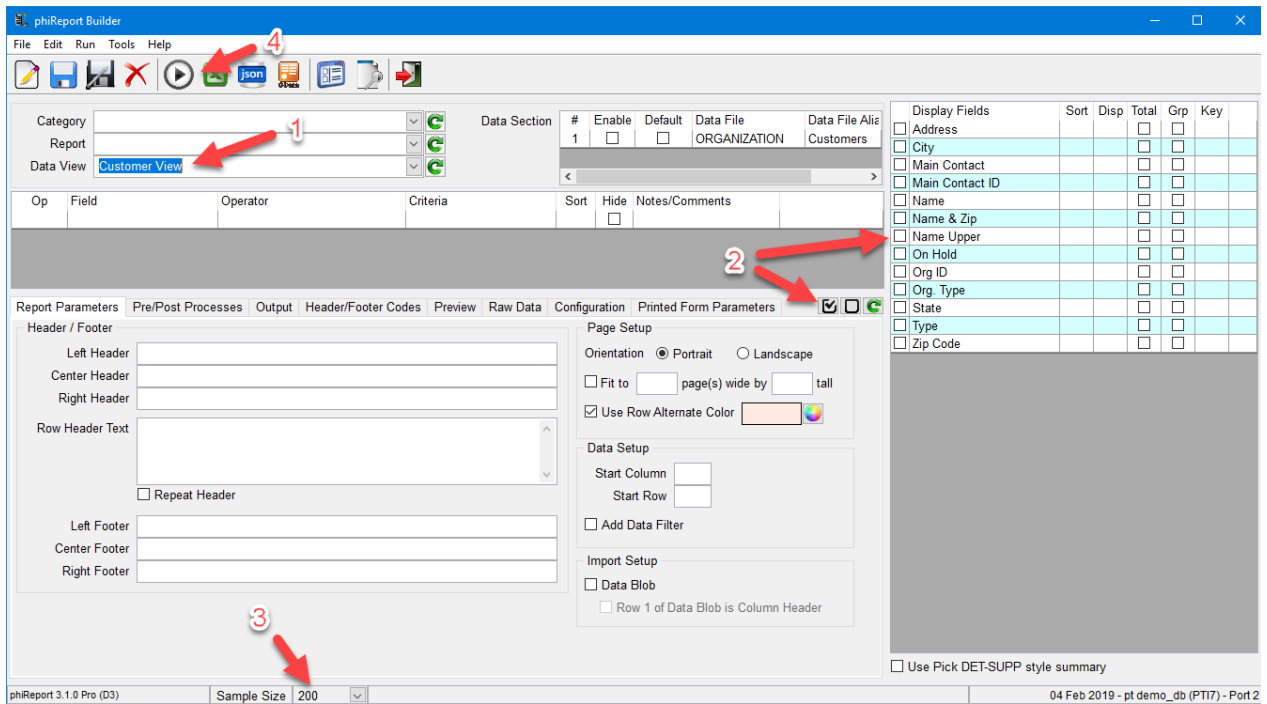 phiReport Builder
File Edit Run Tools Help
4
json
Category
Report
Data View Customer View
1
Data Section
# Enable Default Data File Data File Alia
1 ORGANIZATION Customers
Op Field Operator Criteria Sort Hide Notes/Comments
2
Report Parameters Pre/Post Processes Output Header/Footer Codes Preview Raw Data Configuration Printed Form Parameters
Header / Footer
Left Header
Center Header
Right Header
Row Header Text
Repeat Header
Left Footer
Center Footer
Right Footer
Page Setup
Orientation Portrait Landscape
Fit to page(s) wide by tall
Use Row Alternate Color
Data Setup
Start Column
Start Row
Add Data Filter
Import Setup
Data Blob
Row 1 of Data Blob is Column Header
3
Display Fields Sort Disp Total Grp Key
Address
City
Main Contact
Main Contact ID
Name
Name & Zip
Name Upper
On Hold
Org ID
Org. Type
State
Type
Zip Code
Use Pick DET-SUPP style summary
phiReport 3.1.0 Pro (D3) Sample Size 200 04 Feb 2019 - pt demo_db (PTI7) - Port 2